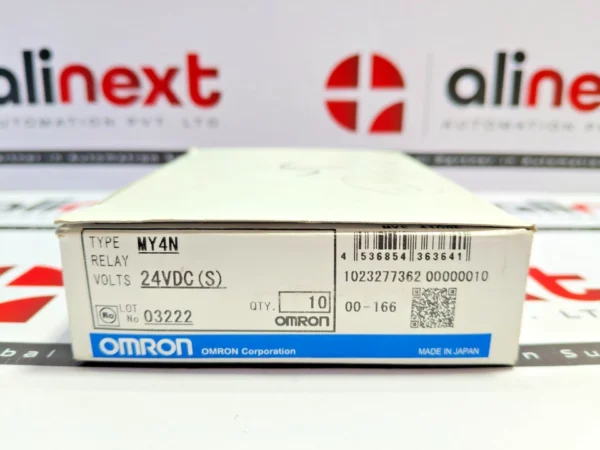 alinext
AUTOMATION PVT. LTD
alinext
AUTOMATION PVT. LTD
TYPE MY4N
RELAY
VOLTS 24VDC(S)
LOT
No 03222
QTY. 10
OMRON
4 536854 363641
1023277362 00000010
00-166
OMRON OMRON Corporation
MADE IN JAPAN